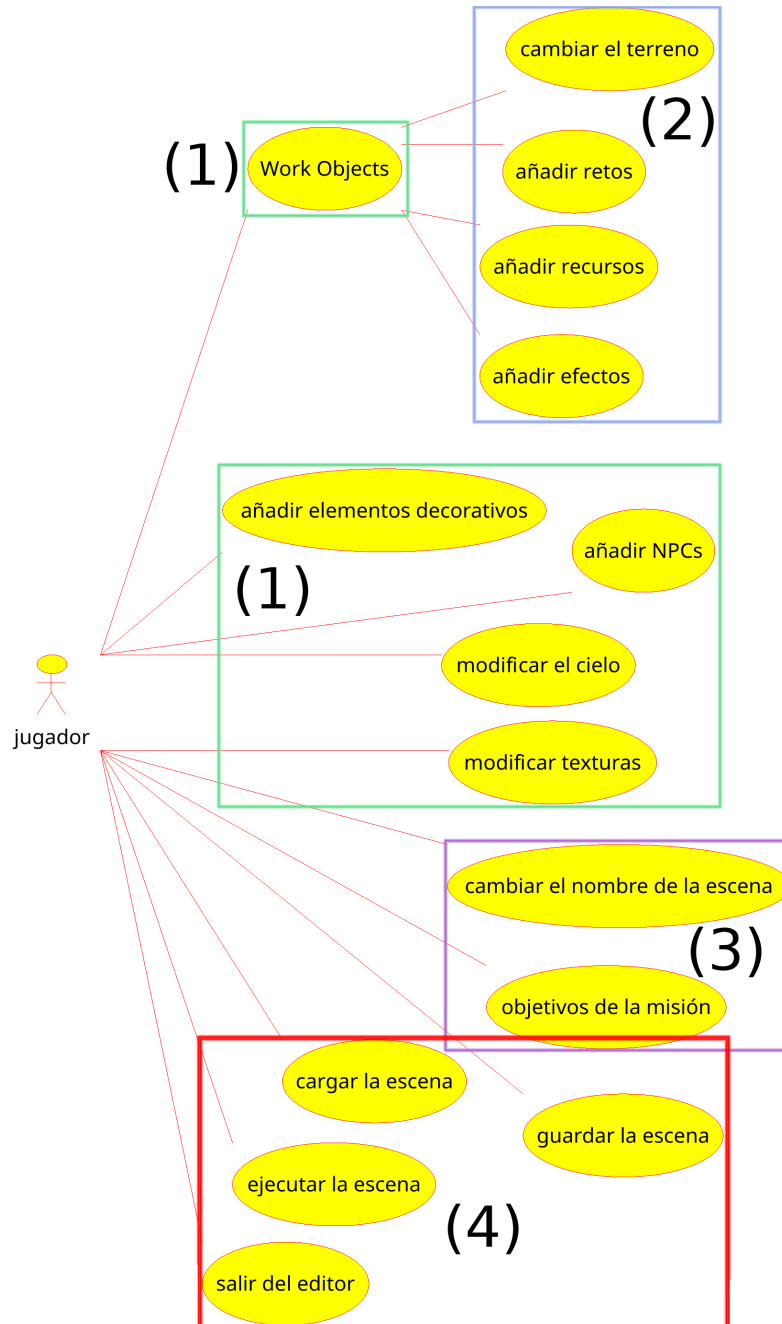 cambiar el terreno
(2)
(1)
Work Objects
añadir retos
añadir recursos
añadir efectos
añadir elementos decorativos
añadir NPCs
(1)
modificar el cielo
jugador
modificar texturas
cambiar el nombre de la escena
(3)
objetivos de la misión
cargar la escena
guardar la escena
ejecutar la escena
(4)
salir del editor